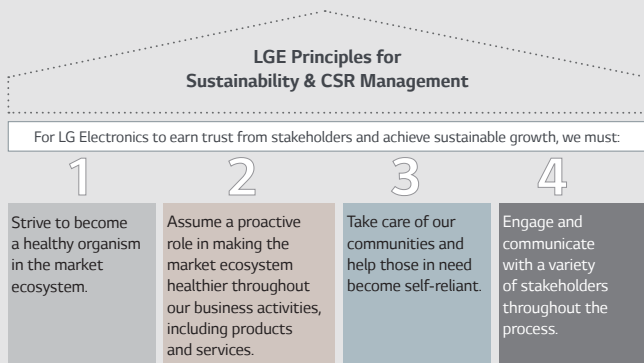 LGE Principles for
Sustainability & CSR Management
For LG Electronics to earn trust from stakeholders and achieve sustainable growth, we must:
1
2
3
4
Strive to become
a healthy organism
in the market
ecosystem.
Assume a proactive
role in making the
market ecosystem
healthier throughout
our business activities,
including products
and services.
Take care of our
communities and
help those in need
become self-reliant.
Engage and
communicate
with a variety
of stakeholders
throughout the
process.